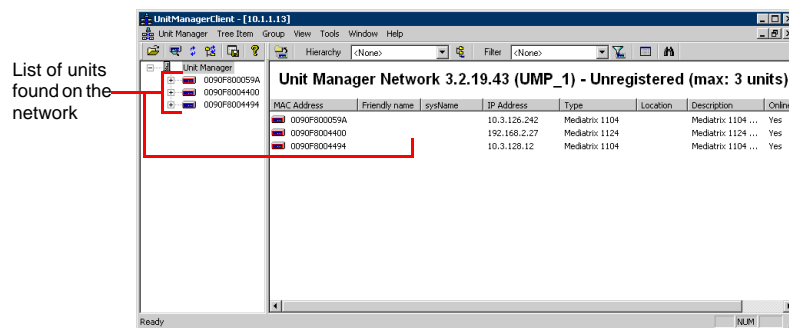 UnitManagerClient - [10.1.1.13]
Unit Manager Tree Item Group View Tools Window Help
Hierarchy <None> Filter <None>
List of units
found on the
network
Unit Manager
0090F800059A
0090F8004400
0090F8004494
Unit Manager Network 3.2.19.43 (UMP_1) - Unregistered (max: 3 units)
MAC Address Friendly name sysName IP Address Type Location Description Online
0090F800059A 10.3.126.242 Mediatrix 1104 Mediatrix 1104 ... Yes
0090F8004400 192.168.2.27 Mediatrix 1124 Mediatrix 1124 ... Yes
0090F8004494 10.3.128.12 Mediatrix 1104 Mediatrix 1104 ... Yes
Ready NUM